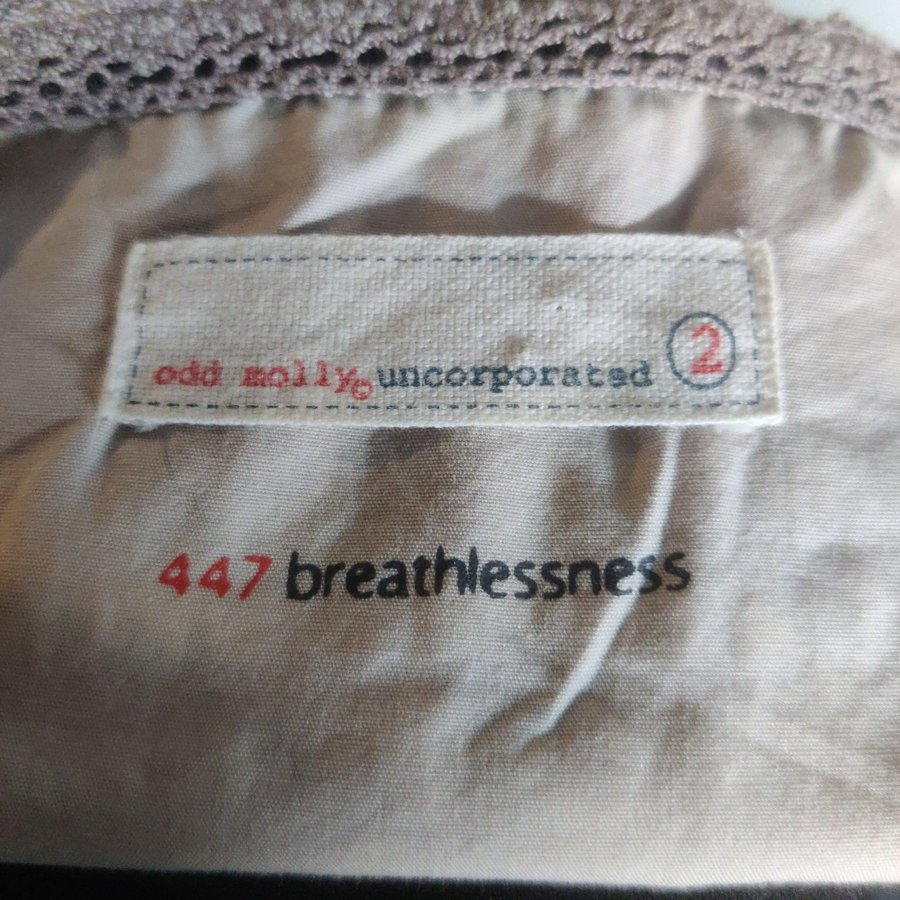 odd molly© uncorporated 2
447 breathlessness